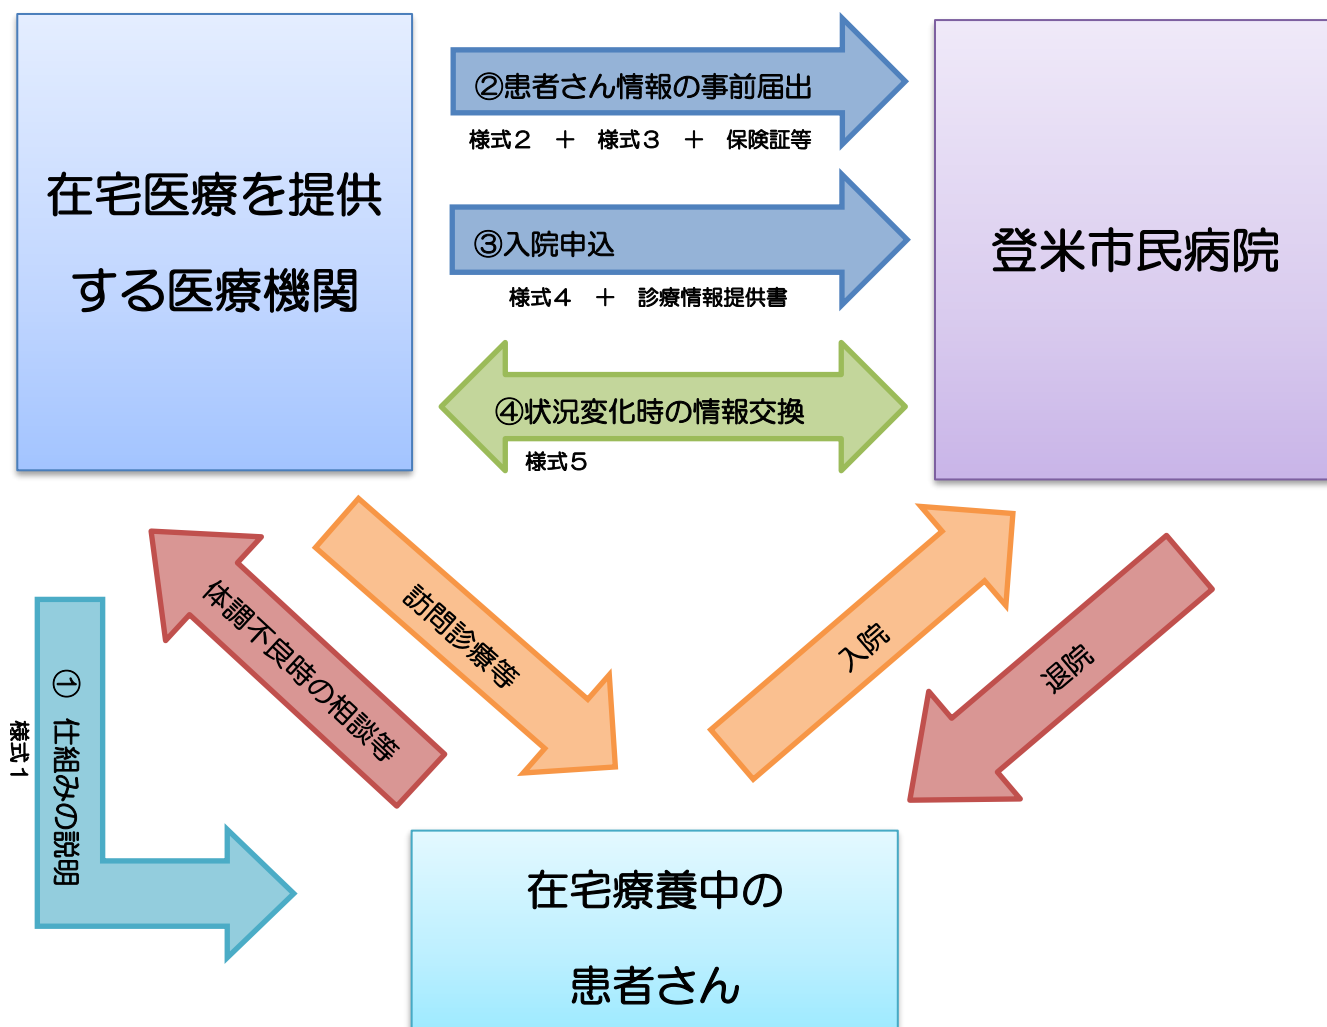 在宅医療を提供
する医療機関
②患者さん情報の事前届出
様式２　＋　様式３　＋　保険証等
③入院申込
様式４　＋　診療情報提供書
④状況変化時の情報交換
様式５
登米市民病院
体調不良時の相談等
訪問診療等
入院
退院
① 仕組みの説明
様式１
在宅療養中の
患者さん